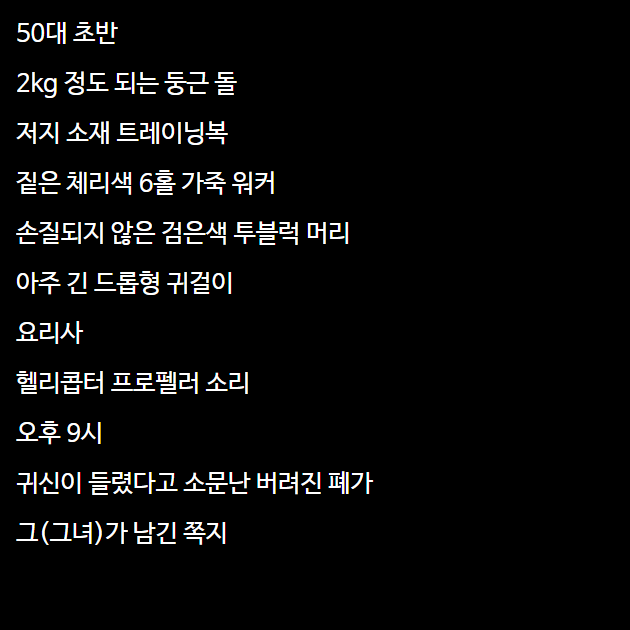 50대 초반
2kg 정도 되는 둥근 돌
저지 소재 트레이닝복
짙은 체리색 6홀 가죽 워커
손질되지 않은 검은색 투블럭 머리
아주 긴 드롭형 귀걸이
요리사
헬리콥터 프로펠러 소리
오후 9시
귀신이 들렸다고 소문난 버려진 폐가
그(그녀)가 남긴 쪽지